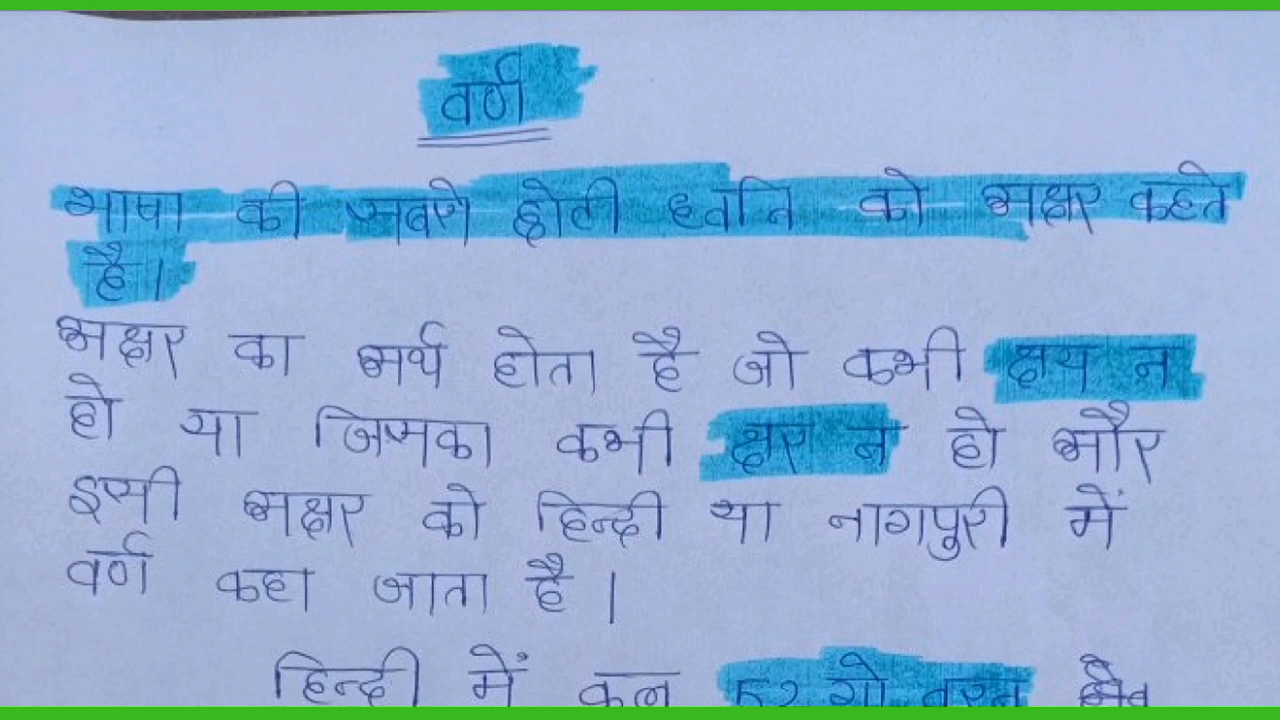 वर्ण
भाषा की सबसे छोटी ध्वनि को अक्षर कहते
है।
अक्षर का अर्थ होता है जो कभी क्षय न
हो या जिसका कभी क्षर न हो और
इसी अक्षर को हिन्दी या नागपुरी में
वर्ण कहा जाता है।
हिन्दी में कुल 52 गो वरन